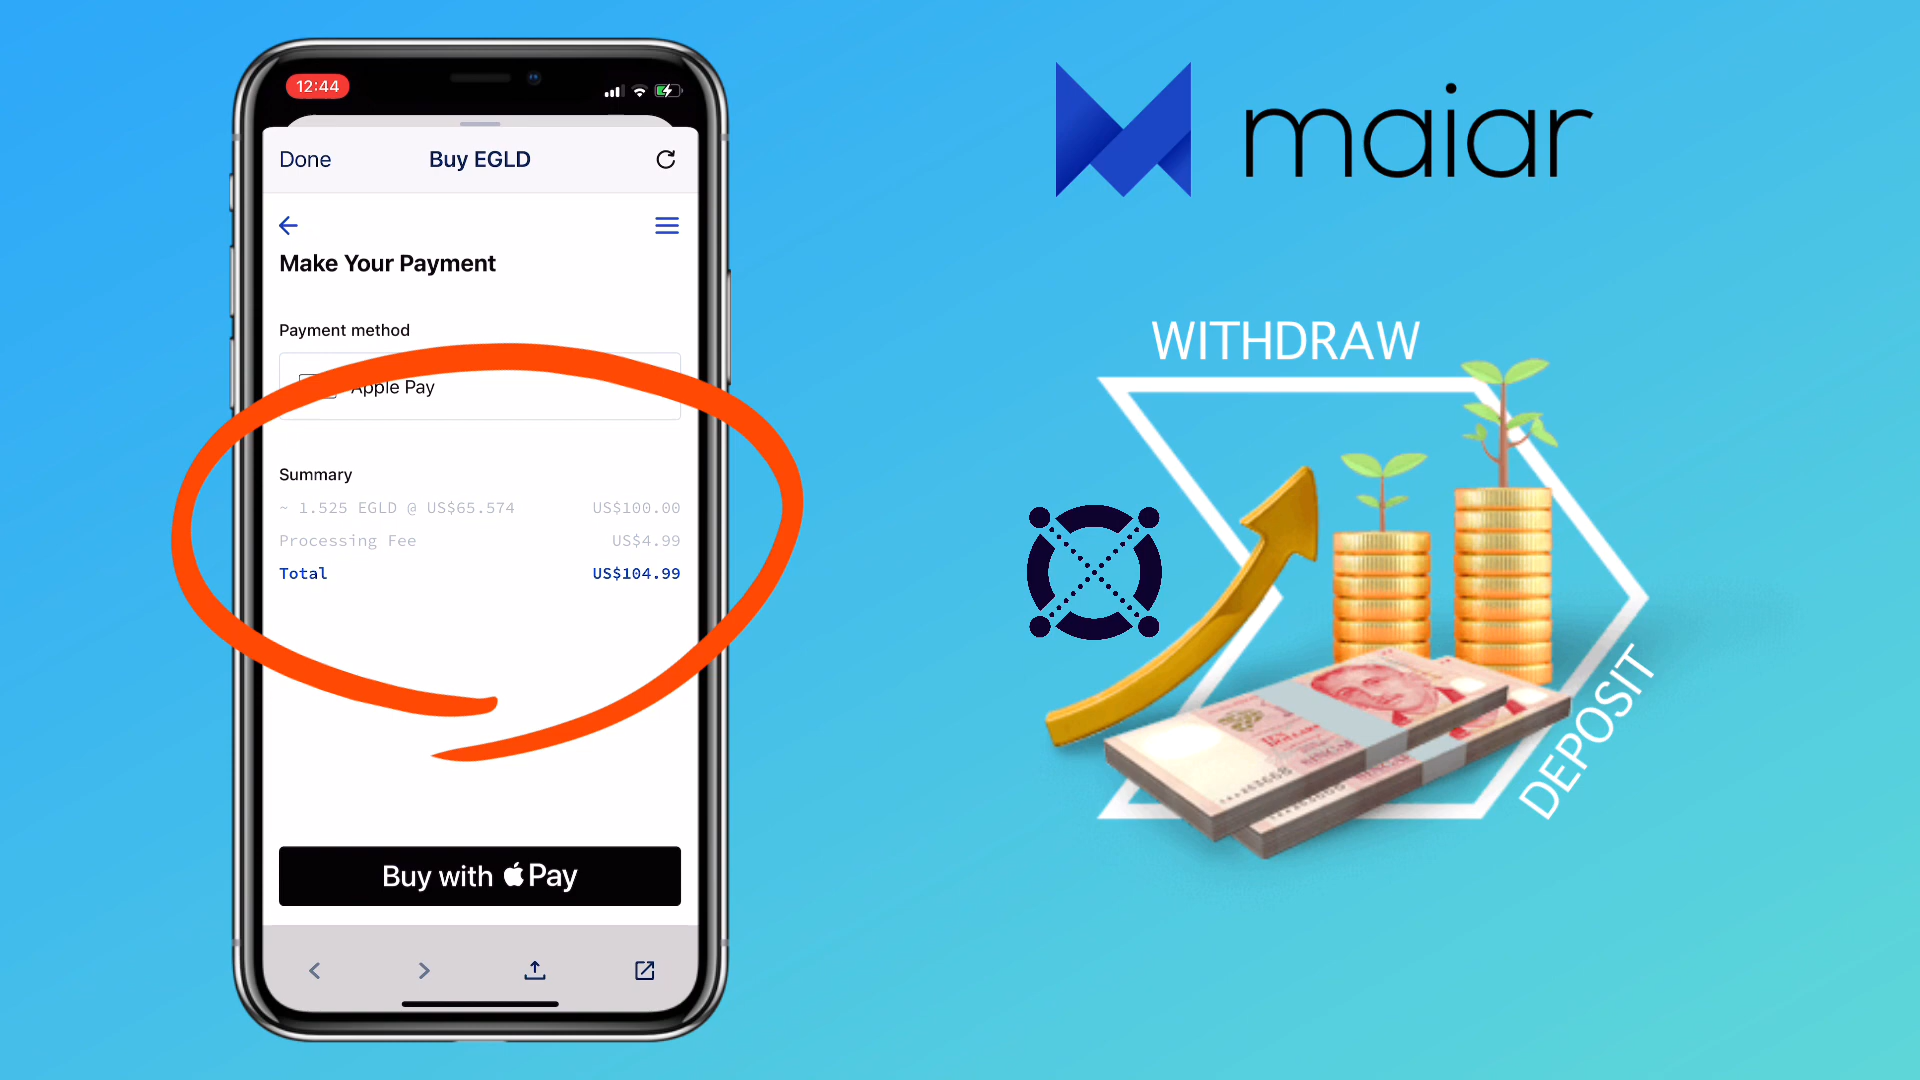 12:44
Done
Buy EGLD
Make Your Payment
Payment method
Apple Pay
Summary
~ 1.525 EGLD @ US$65.574
US$100.00
Processing Fee
US$4.99
Total
US$104.99
Buy with Pay
maiar
WITHDRAW
DEPOSIT